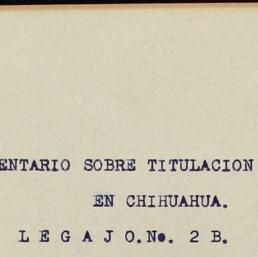 ENTARIO SOBRE TITULACION
EN CHIHUAHUA.
L E G A J O. No. 2 B.